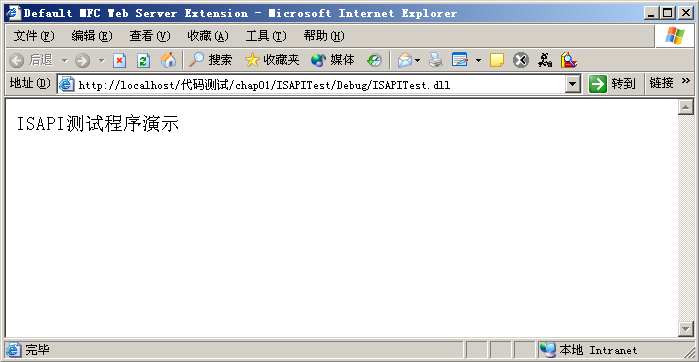 Default MFC Web Server Extension - Microsoft Internet Explorer
文件(F) 编辑(E) 查看(V) 收藏(A) 工具(T) 帮助(H)
后退 搜索 收藏夹 媒体
地址(D) http://localhost/代码测试/chap01/ISAPITest/Debug/ISAPITest.dll 转到 链接 »
ISAPI测试程序演示
完毕 本地 Intranet